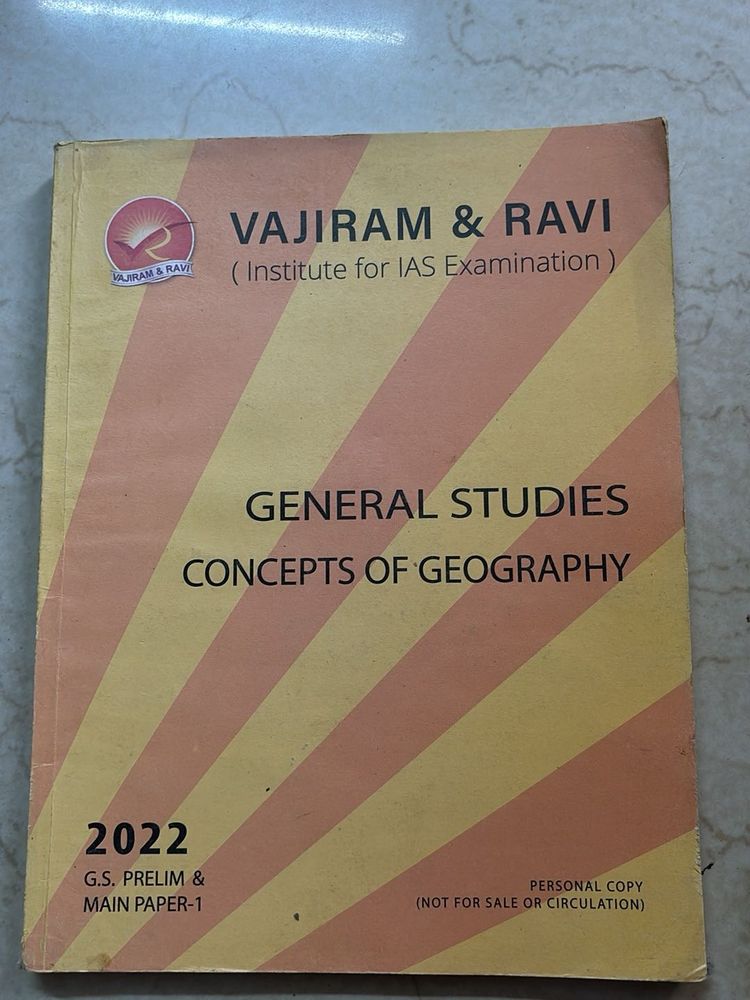 VAJIRAM & RAVI
( Institute for IAS Examination )
VAJIRAM & RAVI
GENERAL STUDIES
CONCEPTS OF GEOGRAPHY
2022
G.S. PRELIM &
MAIN PAPER-1
PERSONAL COPY
(NOT FOR SALE OR CIRCULATION)